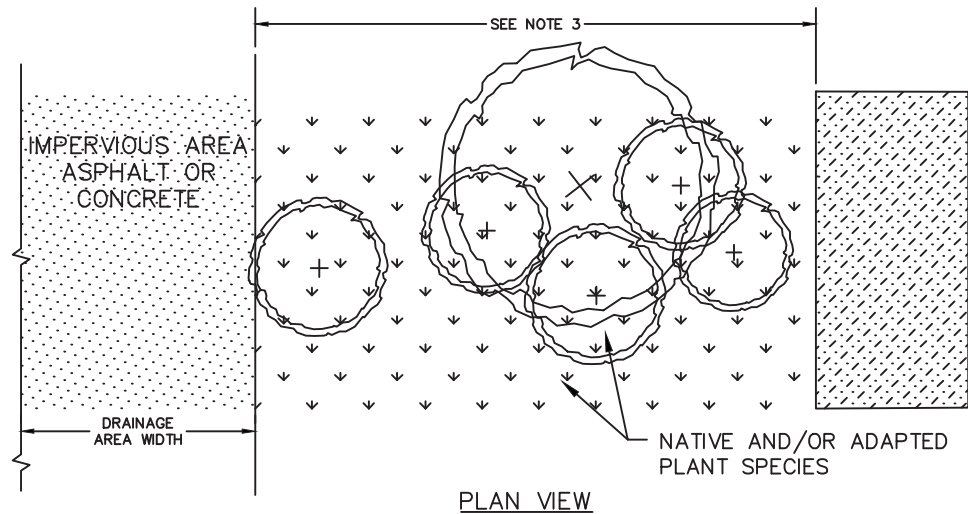 SEE NOTE 3
IMPERVIOUS AREA
ASPHALT OR
CONCRETE
DRAINAGE
AREA WIDTH
NATIVE AND/OR ADAPTED
PLANT SPECIES
PLAN VIEW